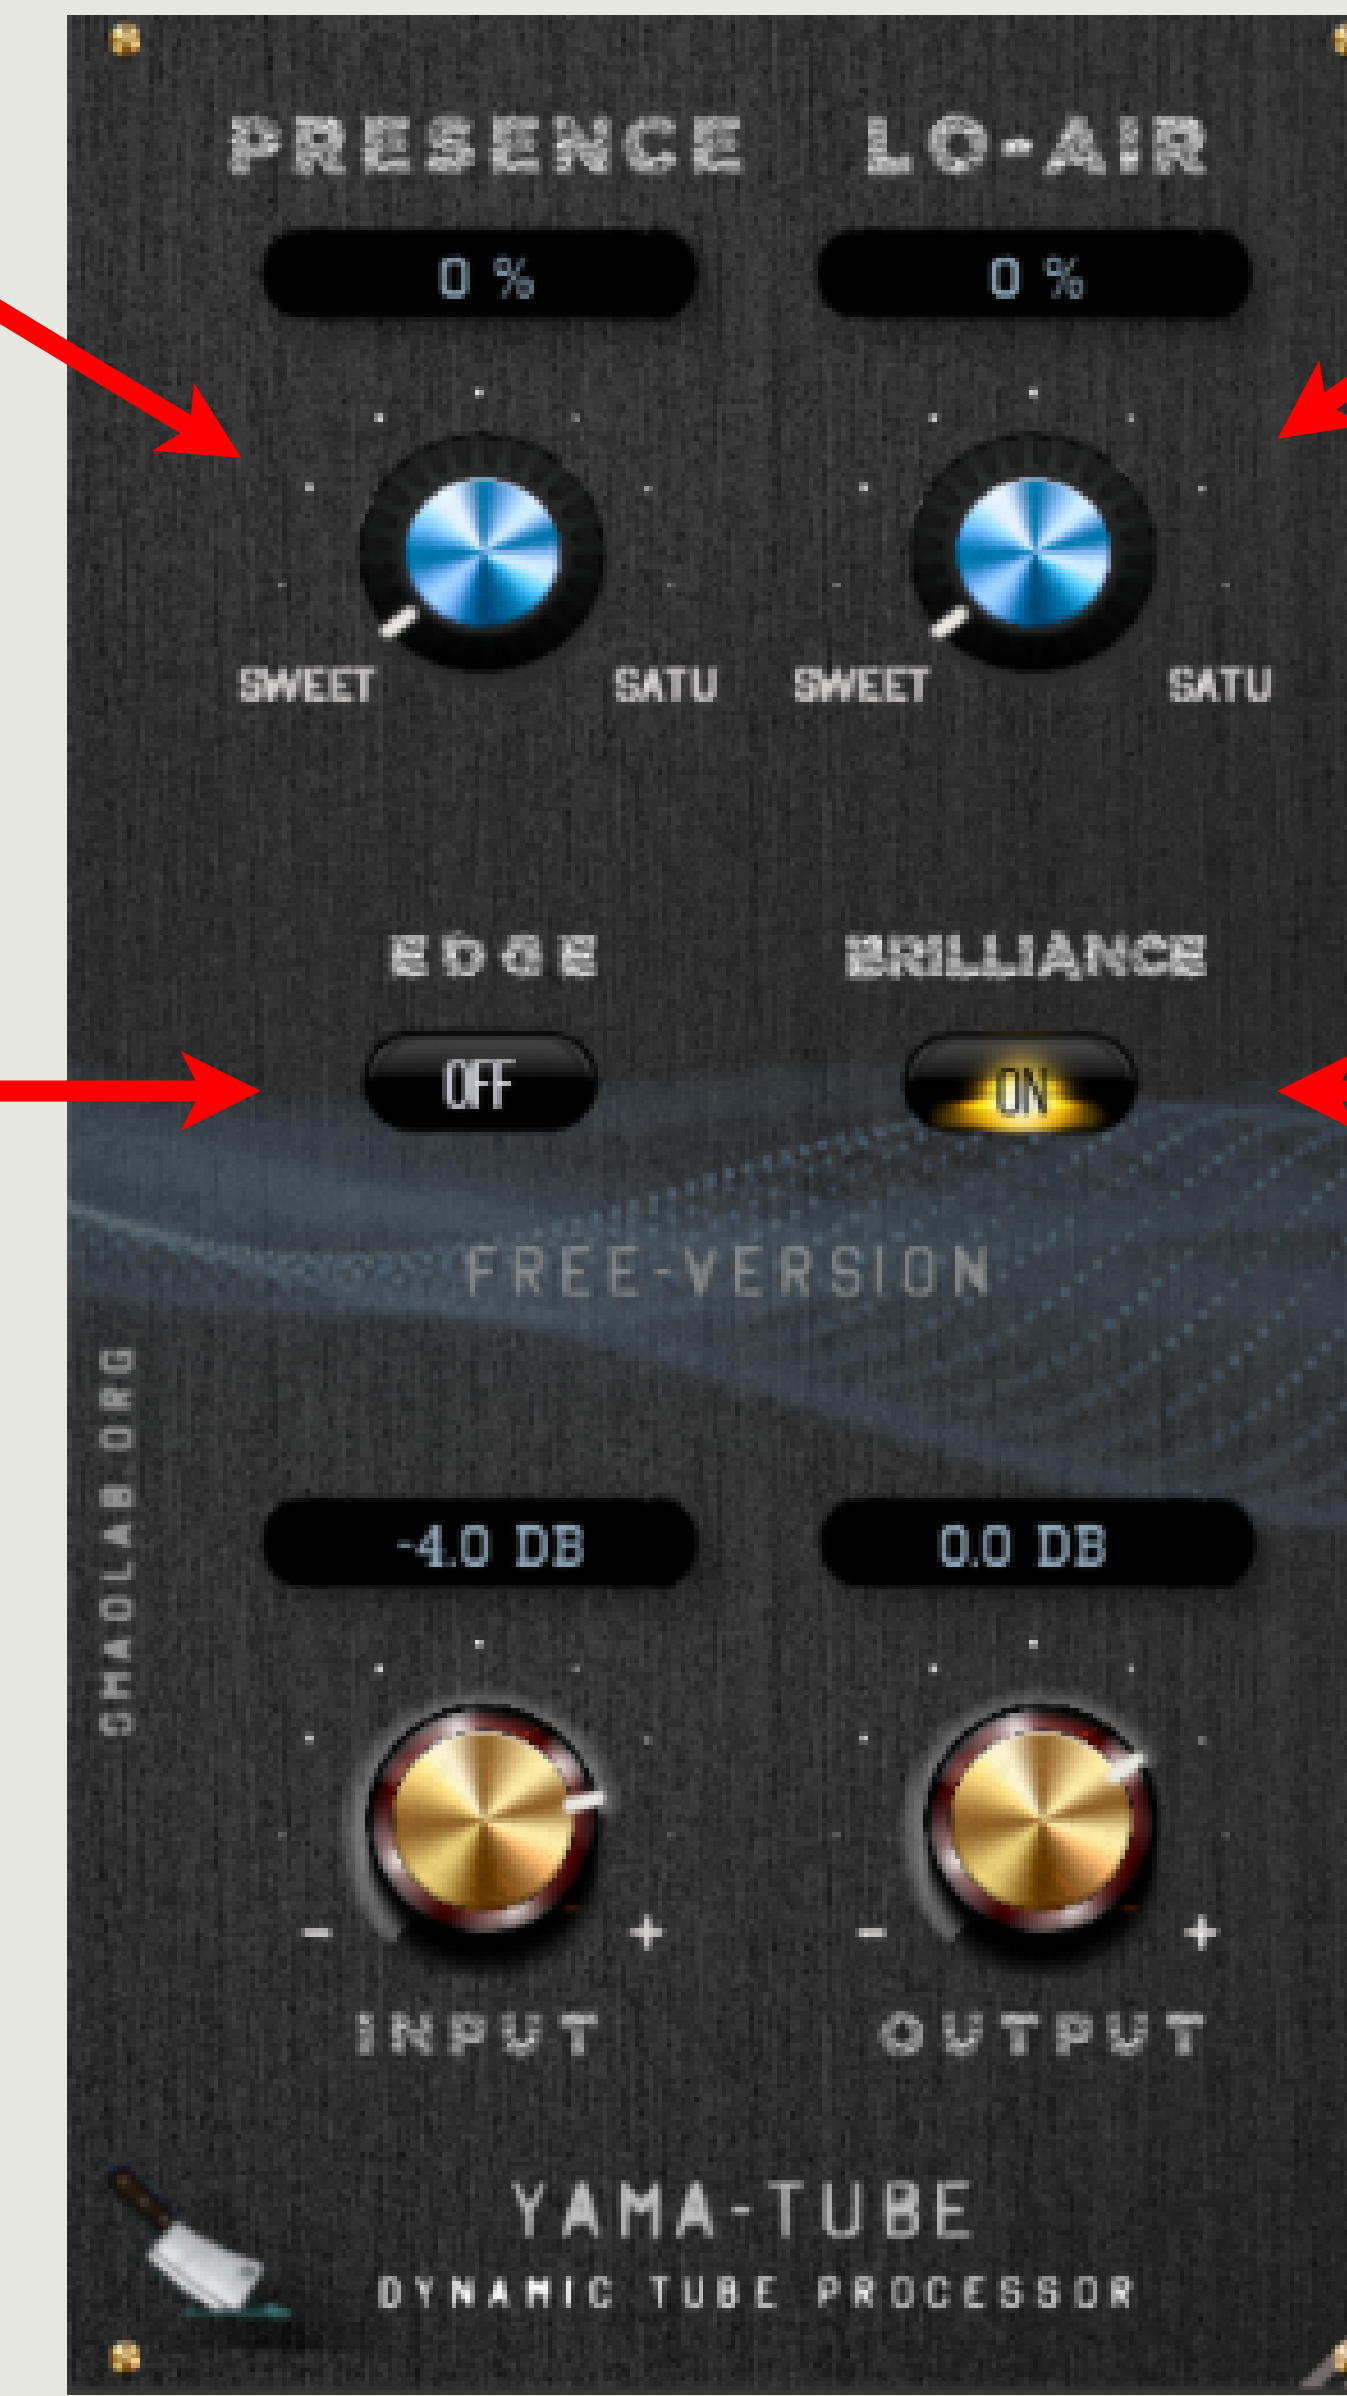 PRESENCE LO-AIR
0 % 0 %
SWEET SATU SWEET SATU
EDGE BRILLIANCE
OFF ON
FREE-VERSION
GHAOLAB.ORG
-4.0 DB 0.0 DB
- + - +
INPUT OUTPUT
YAMA-TUBE
DYNAMIC TUBE PROCESSOR